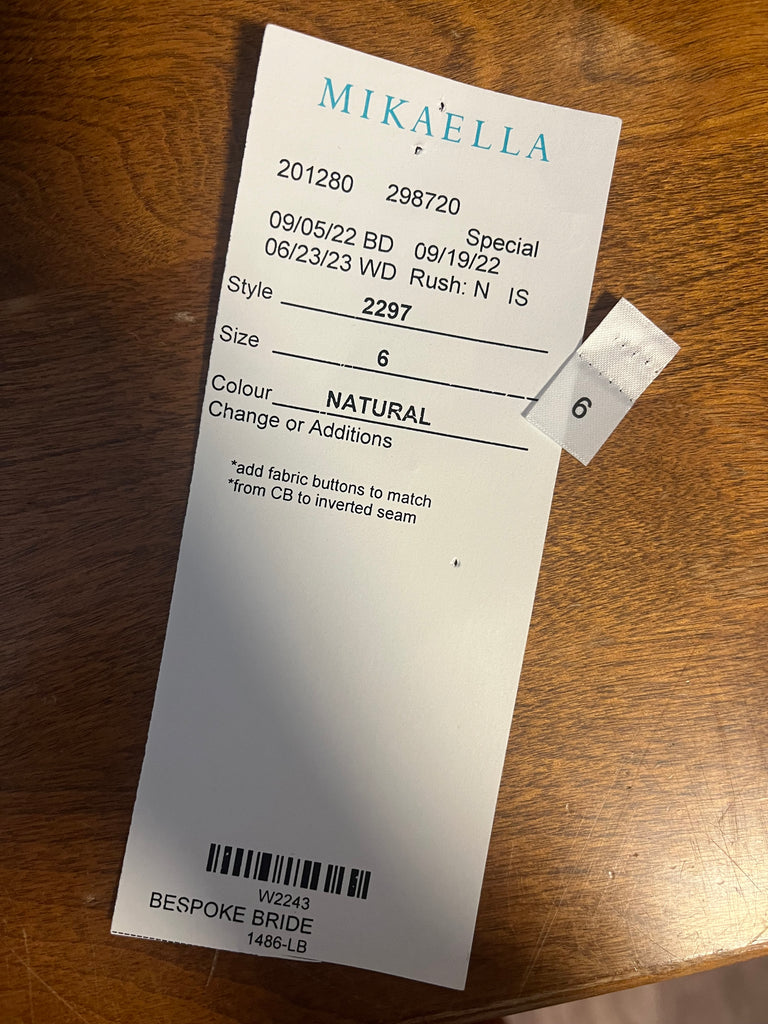 MIKAELLA
201280 298720
Special
09/05/22 BD 09/19/22
06/23/23 WD Rush: N IS
Style 2297
Size 6
Colour NATURAL
Change or Additions
*add fabric buttons to match
*from CB to inverted seam
6
W2243
BESPOKE BRIDE
1486-LB